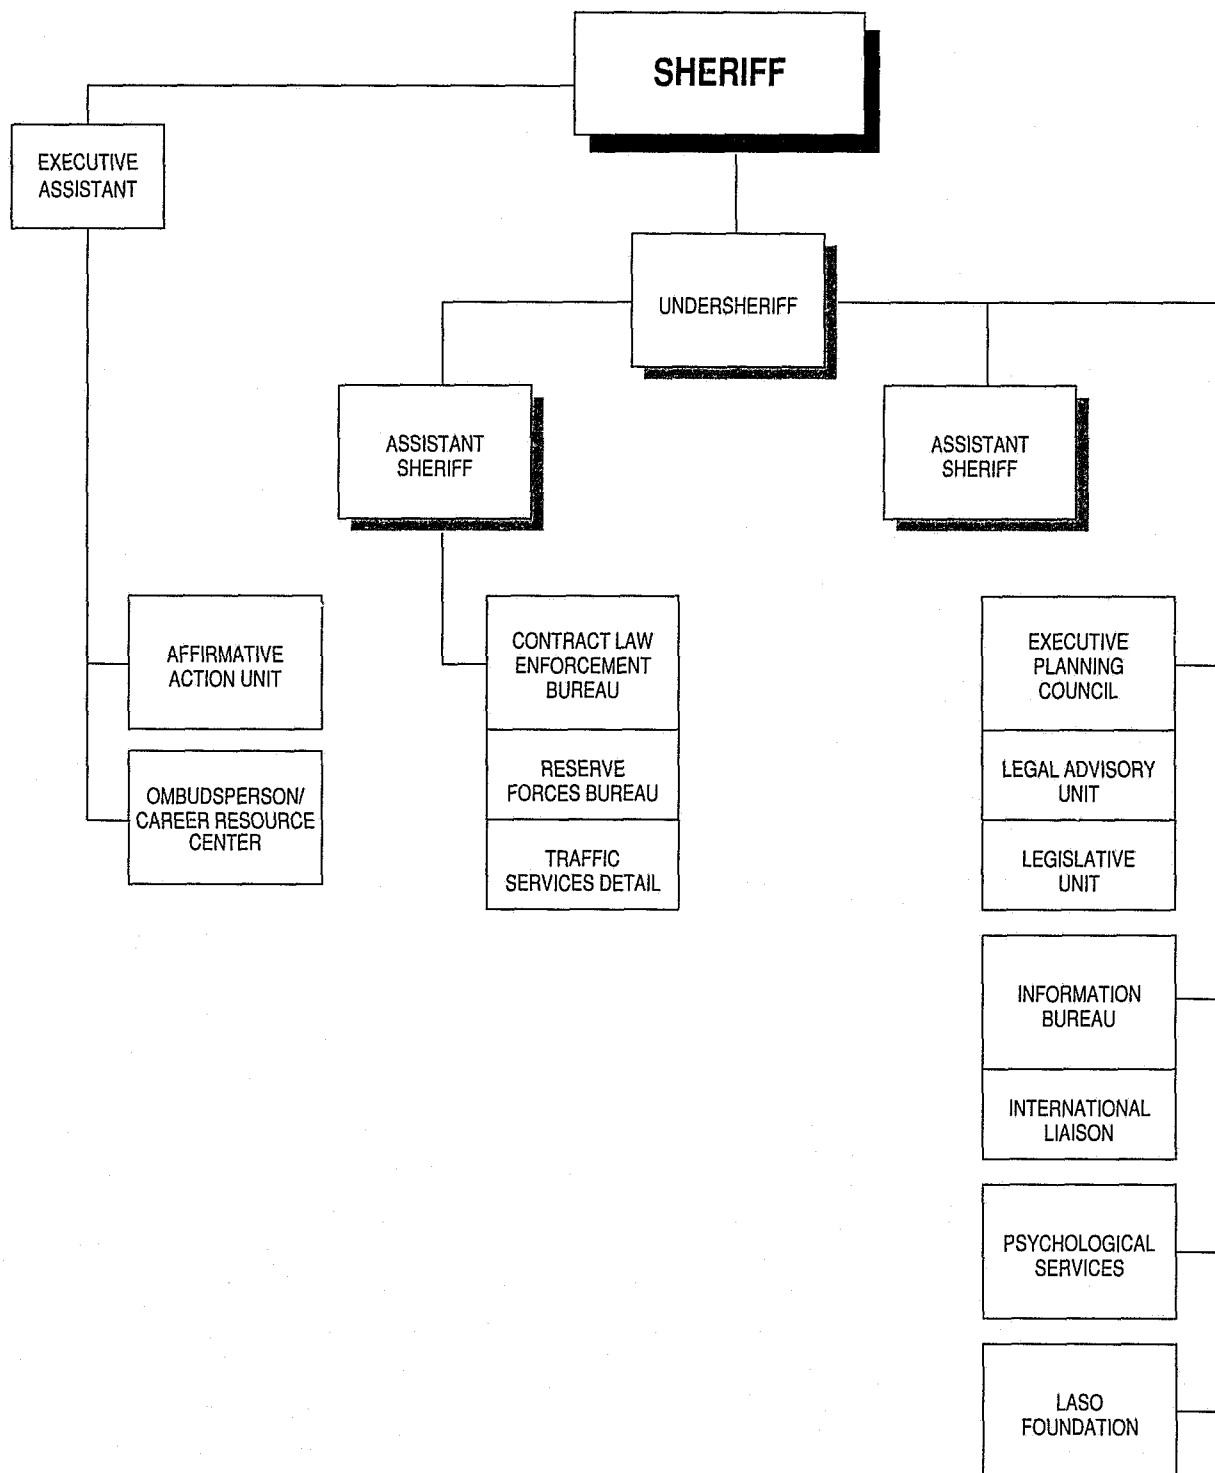 SHERIFF
EXECUTIVE
ASSISTANT
UNDERSHERIFF
ASSISTANT
SHERIFF
ASSISTANT
SHERIFF
AFFIRMATIVE
ACTION UNIT
OMBUDSPERSON/
CAREER RESOURCE
CENTER
CONTRACT LAW
ENFORCEMENT
BUREAU
RESERVE
FORCES BUREAU
TRAFFIC
SERVICES DETAIL
EXECUTIVE
PLANNING
COUNCIL
LEGAL ADVISORY
UNIT
LEGISLATIVE
UNIT
INFORMATION
BUREAU
INTERNATIONAL
LIAISON
PSYCHOLOGICAL
SERVICES
LASO
FOUNDATION